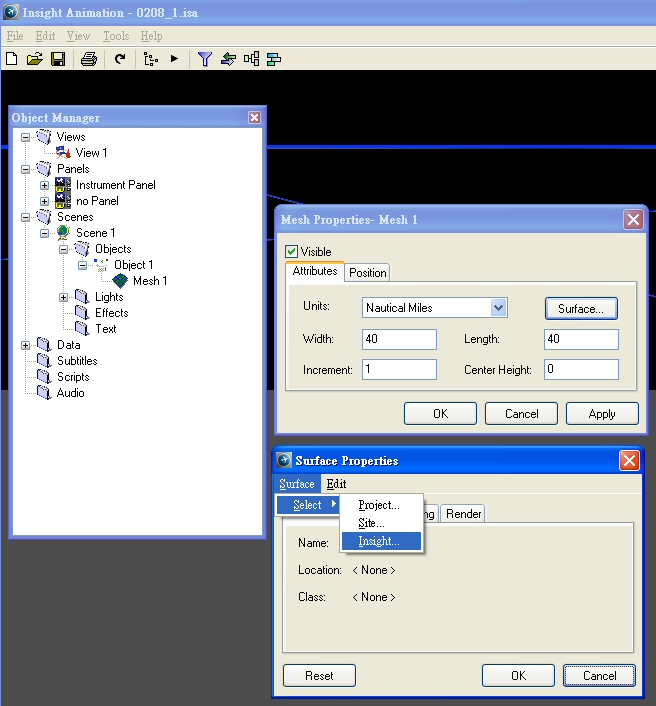 Insight Animation - 0208_1.isa
File Edit View Tools Help
Object Manager
Views
View 1
Panels
Instrument Panel
no Panel
Scenes
Scene 1
Objects
Object 1
Mesh 1
Lights
Effects
Text
Data
Subtitles
Scripts
Audio
Mesh Properties- Mesh 1
Visible
Attributes Position
Units: Nautical Miles Surface...
Width: 40 Length: 40
Increment: 1 Center Height: 0
OK Cancel Apply
Surface Properties
Surface Edit
Select Project...
Site...
Insight...
Render
Name:
Location: < None >
Class: < None >
Reset OK Cancel